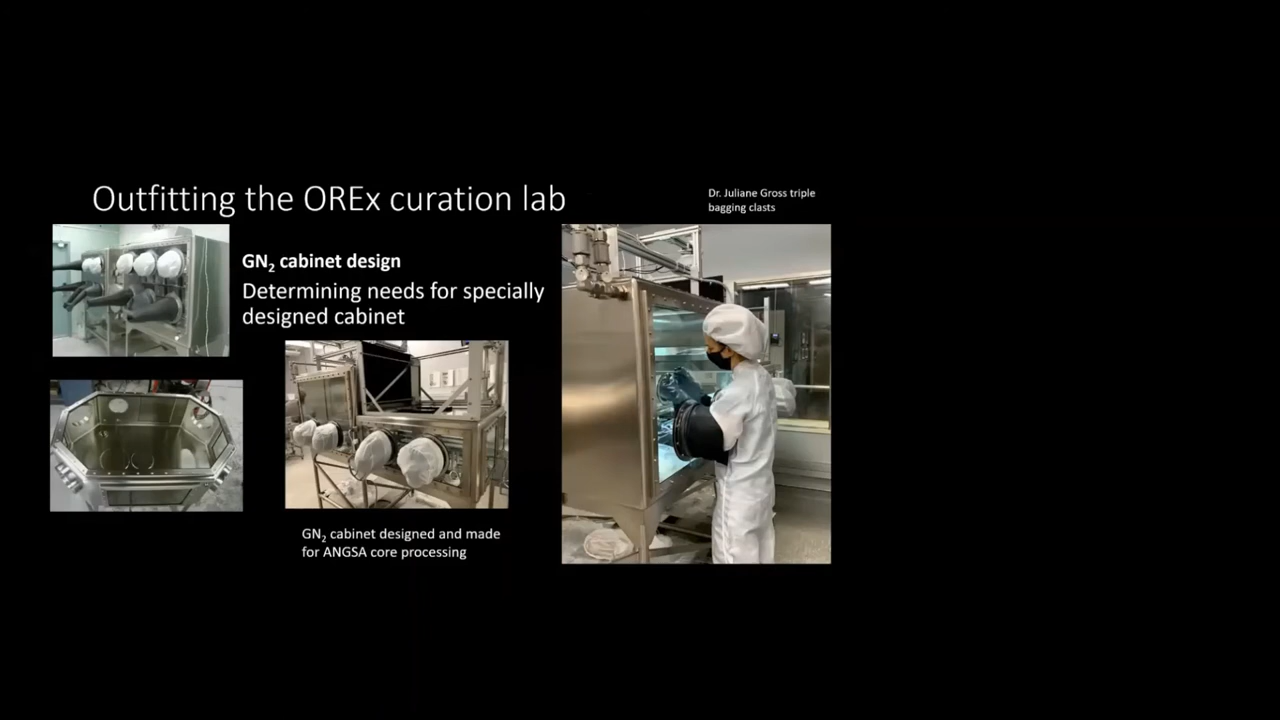 Outfitting the OREx curation lab
Dr. Juliane Gross triple
bagging clasts
GN₂ cabinet design
Determining needs for specially
designed cabinet
GN₂ cabinet designed and made
for ANGSA core processing